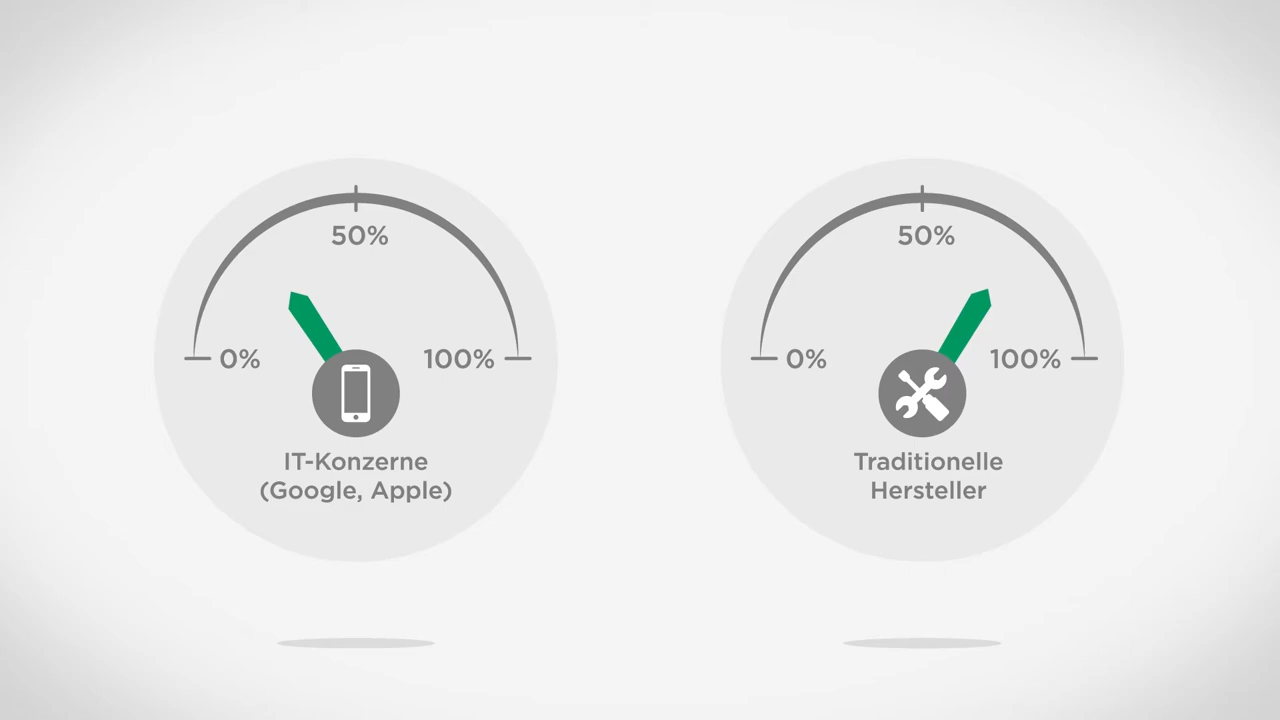 50%
0%
100%
IT-Konzerne
(Google, Apple)
50%
0%
100%
Traditionelle
Hersteller